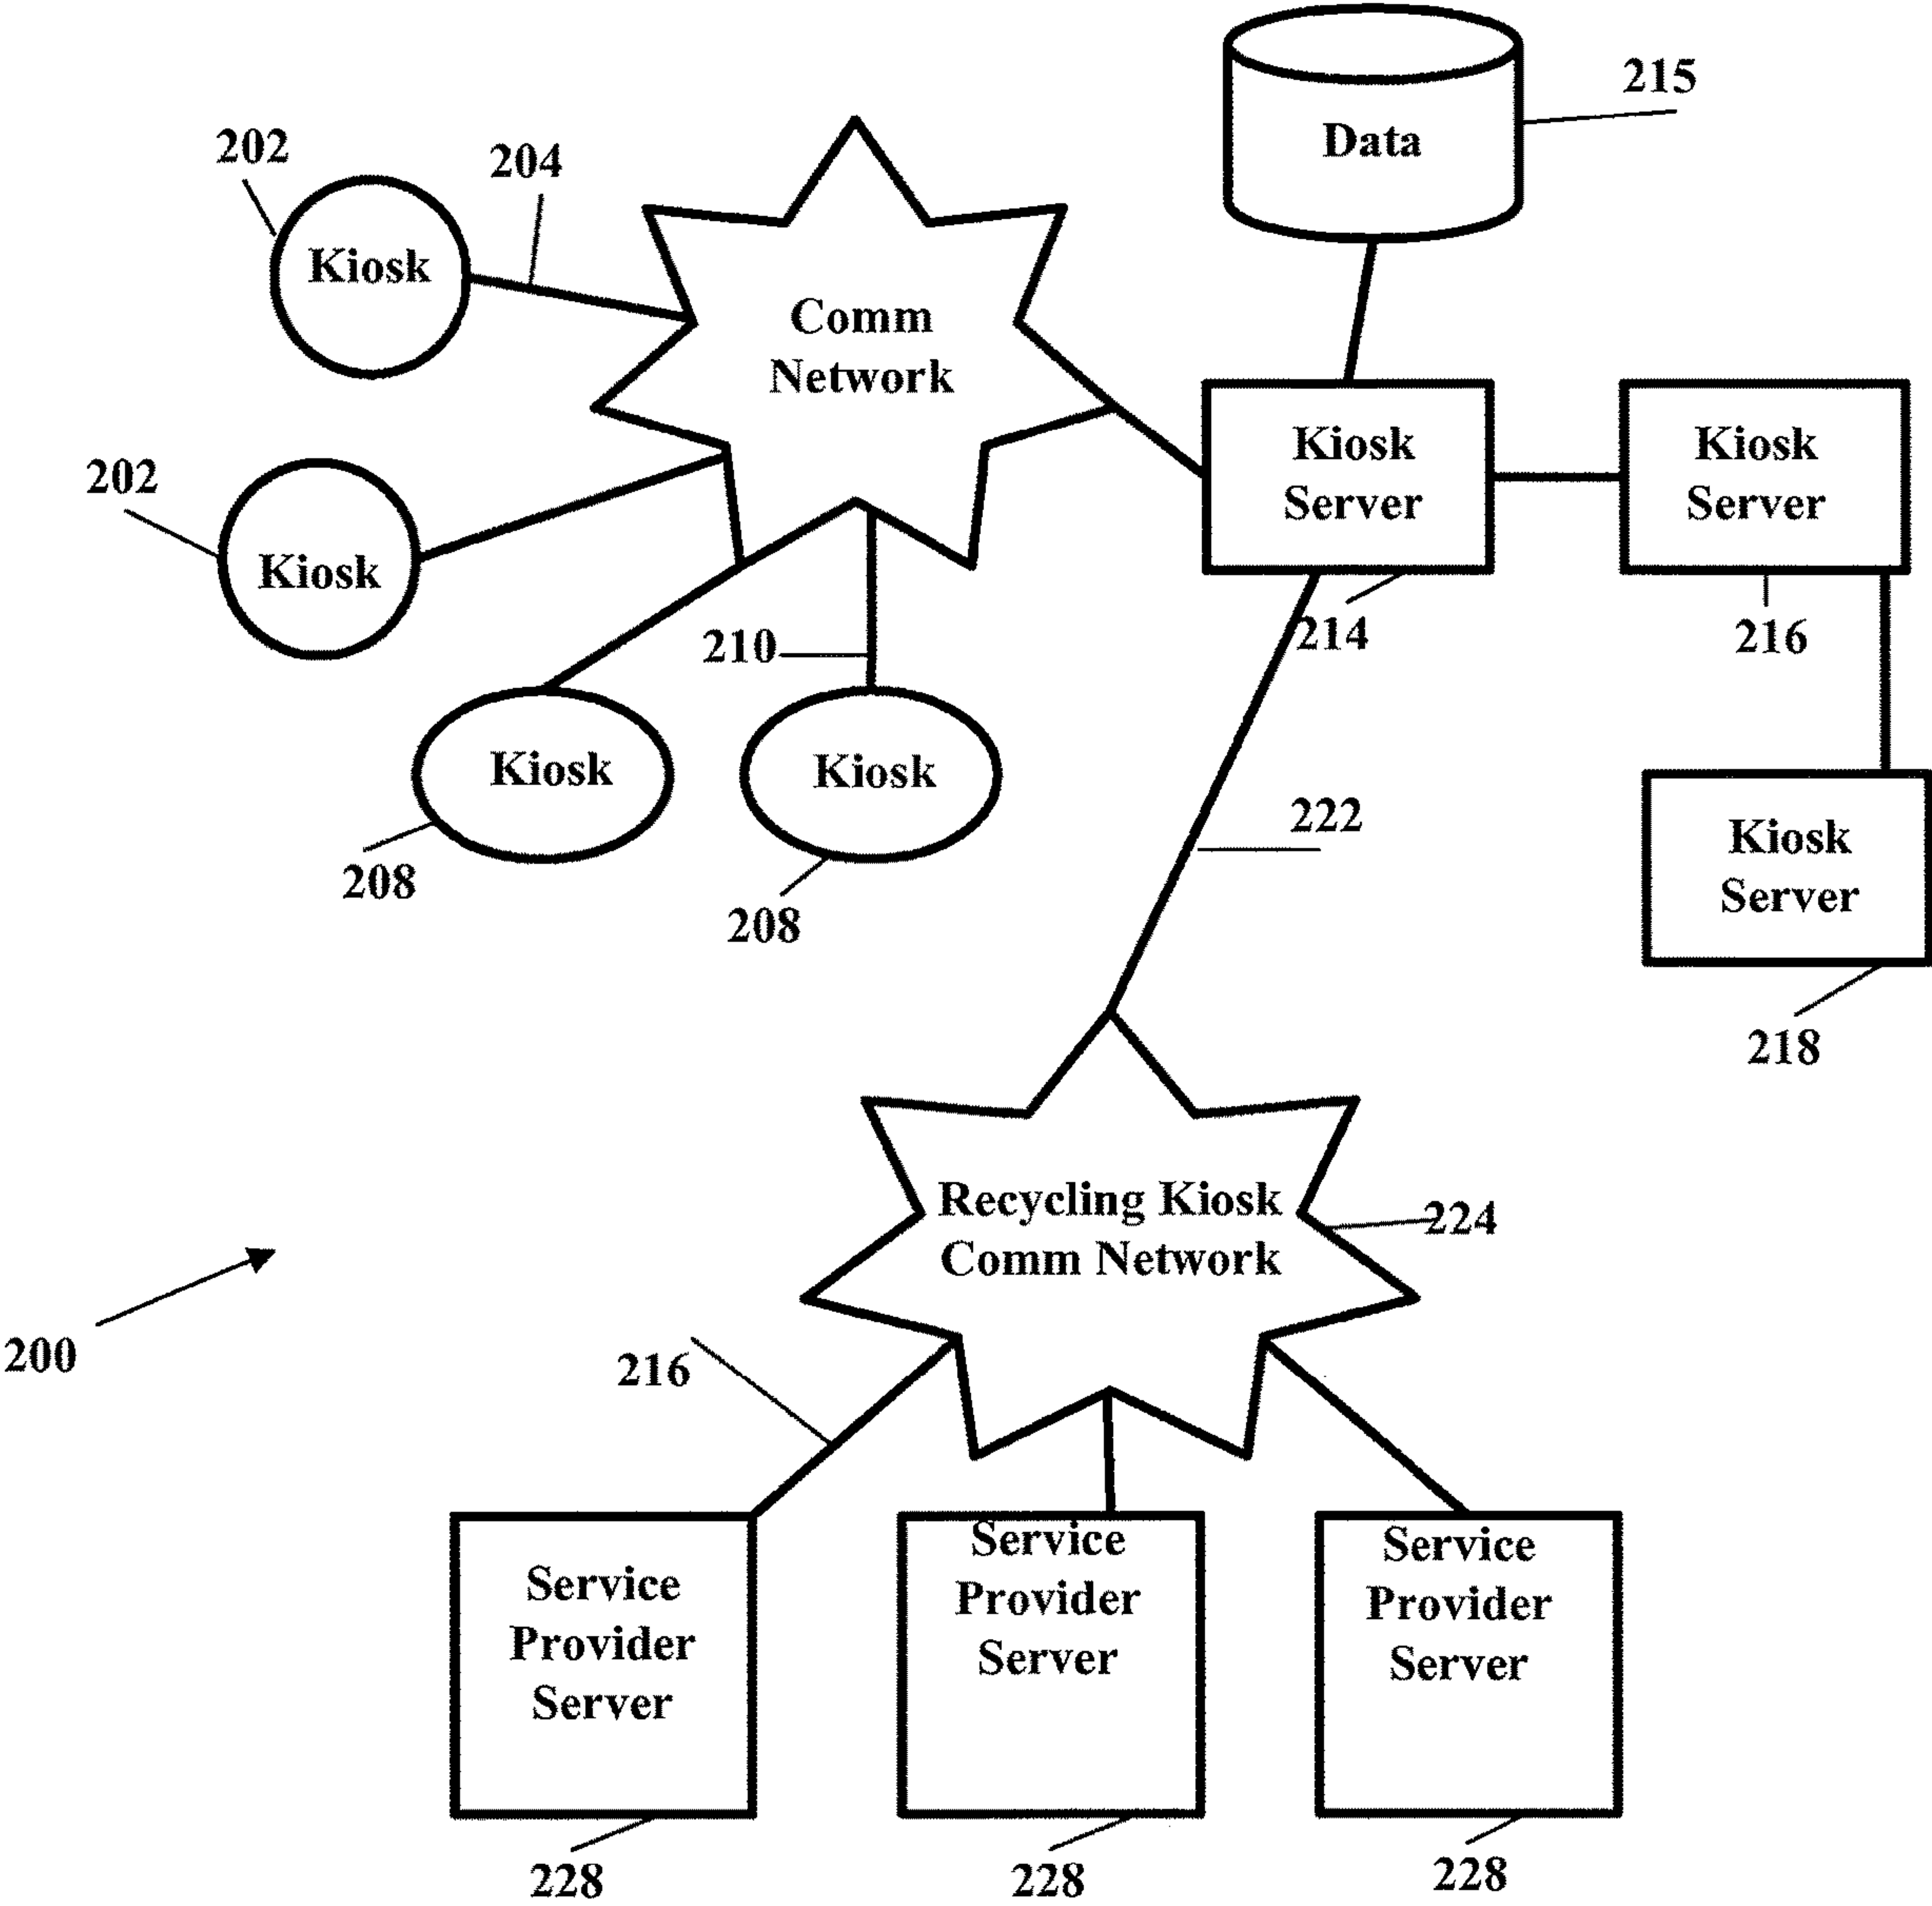 215
Data
202
204
Kiosk
Comm
Network
202
Kiosk
Kiosk
Server
Kiosk
Server
214
216
210
Kiosk
Kiosk
208
208
222
Kiosk
Server
218
Recycling Kiosk
Comm Network
224
200
216
Service
Provider
Server
Service
Provider
Server
Service
Provider
Server
228
228
228